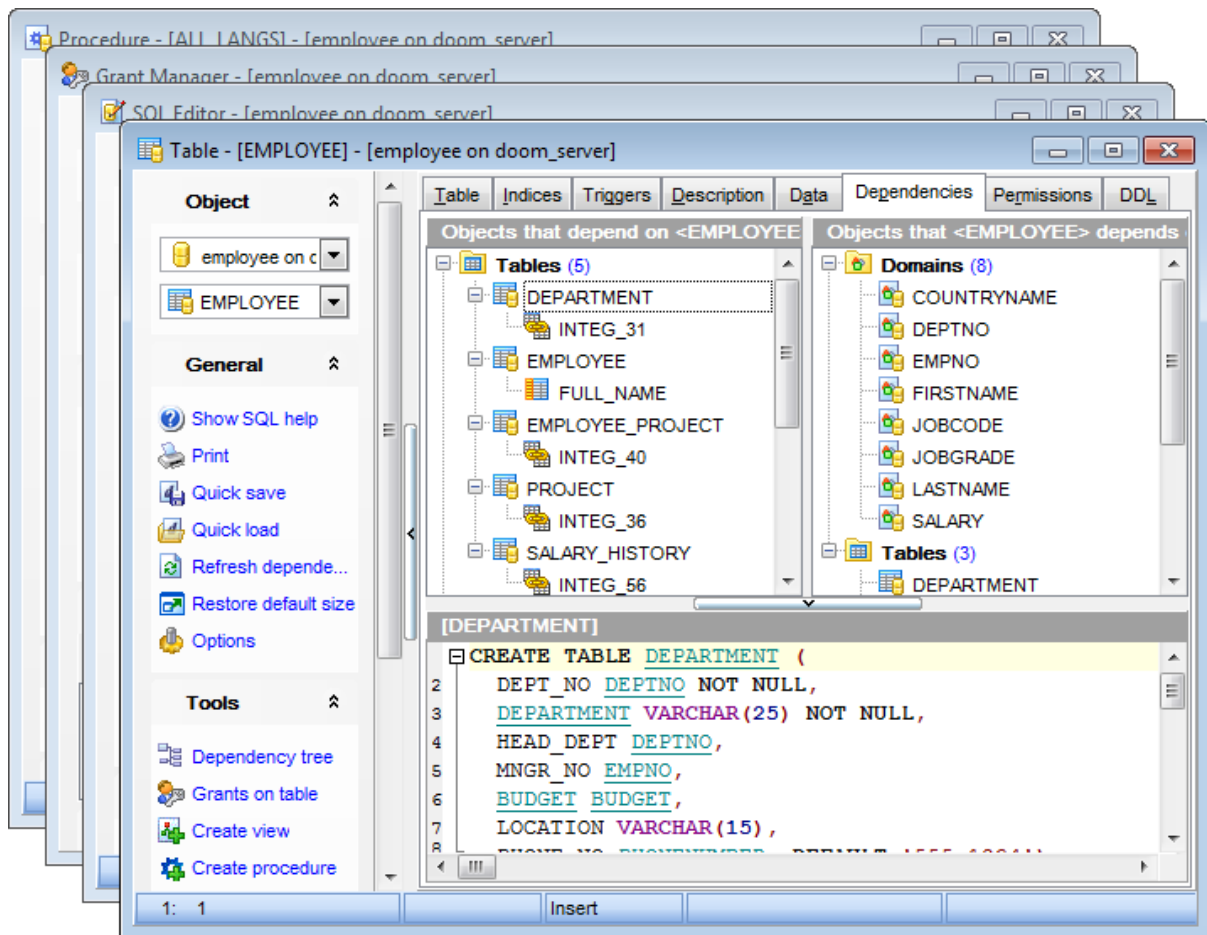 Procedure - [ALL_LANGS] - [employee on doom_server]
Grant Manager - [employee on doom_server]
SQL Editor - [employee on doom_server]
Table - [EMPLOYEE] - [employee on doom_server]
Object
employee on c
EMPLOYEE
General
Show SQL help
Print
Quick save
Quick load
Refresh depende...
Restore default size
Options
Tools
Dependency tree
Grants on table
Create view
Create procedure
Table Indices Triggers Description Data Dependencies Permissions DDL
Objects that depend on <EMPLOYEE
Tables (5)
DEPARTMENT
INTEG_31
EMPLOYEE
FULL_NAME
EMPLOYEE_PROJECT
INTEG_40
PROJECT
INTEG_36
SALARY_HISTORY
INTEG_56
Objects that <EMPLOYEE> depends
Domains (8)
COUNTRYNAME
DEPTNO
EMPNO
FIRSTNAME
JOBCODE
JOBGRADE
LASTNAME
SALARY
Tables (3)
DEPARTMENT
[DEPARTMENT]
CREATE TABLE DEPARTMENT (
2 DEPT_NO DEPTNO NOT NULL,
3 DEPARTMENT VARCHAR(25) NOT NULL,
4 HEAD_DEPT DEPTNO,
5 MNGR_NO EMPNO,
6 BUDGET BUDGET,
7 LOCATION VARCHAR(15),
8 PHONE_NO PHONENUMBER DEFAULT
1: 1 Insert